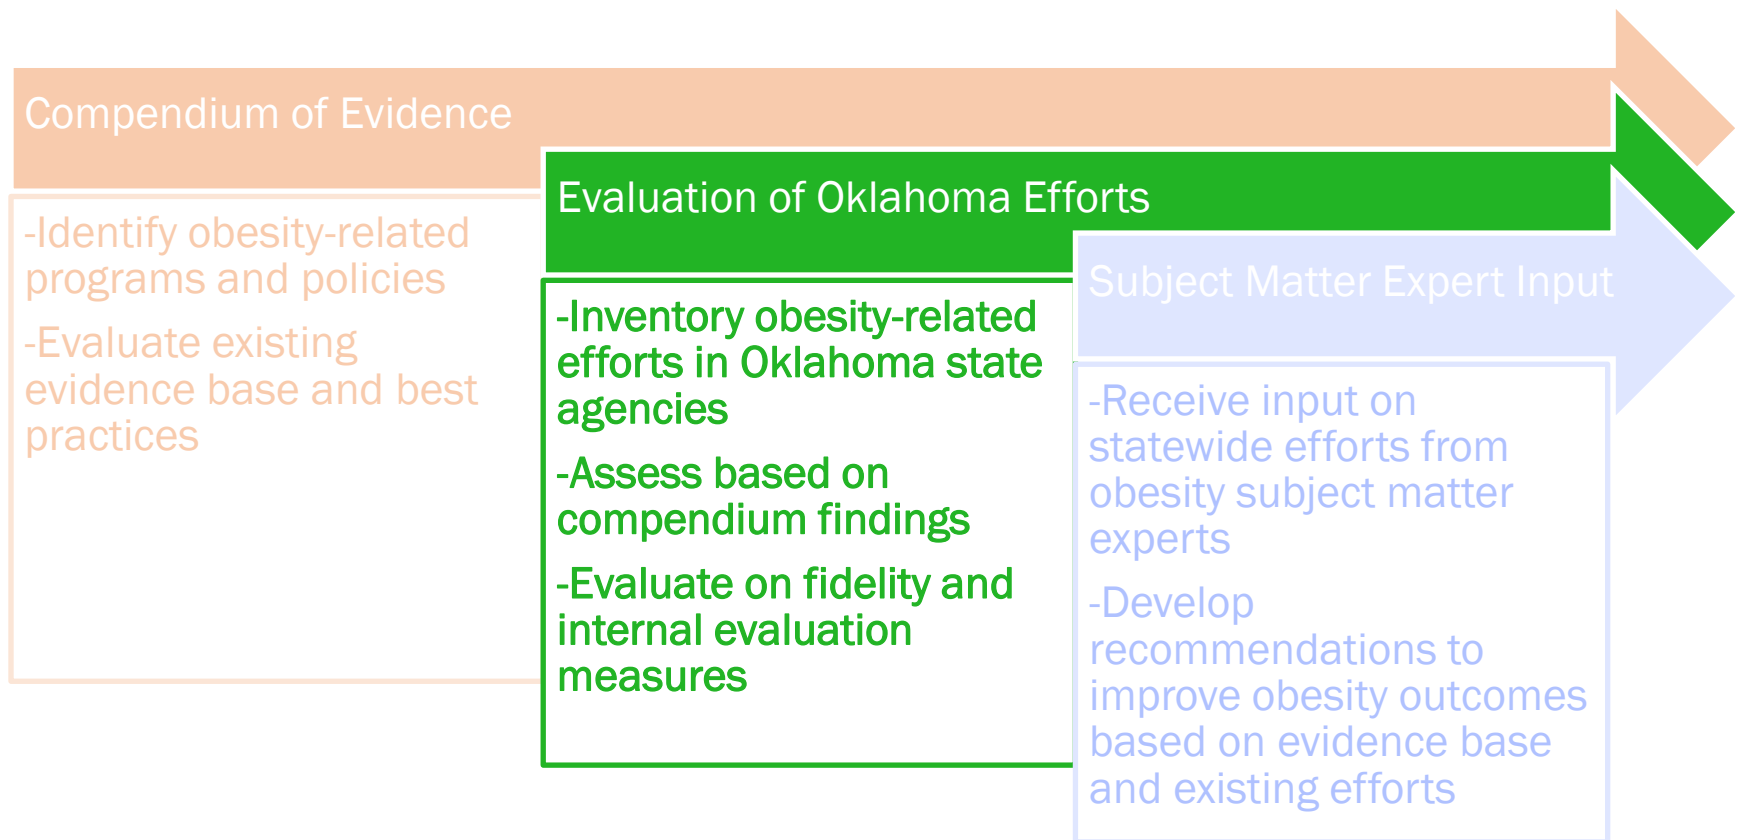 Compendium of Evidence
-Identify obesity-related
programs and policies
-Evaluate existing
evidence base and best
practices
Evaluation of Oklahoma Efforts
-Inventory obesity-related
efforts in Oklahoma state
agencies
-Assess based on
compendium findings
-Evaluate on fidelity and
internal evaluation
measures
Subject Matter Expert Input
-Receive input on
statewide efforts from
obesity subject matter
experts
-Develop
recommendations to
improve obesity outcomes
based on evidence base
and existing efforts